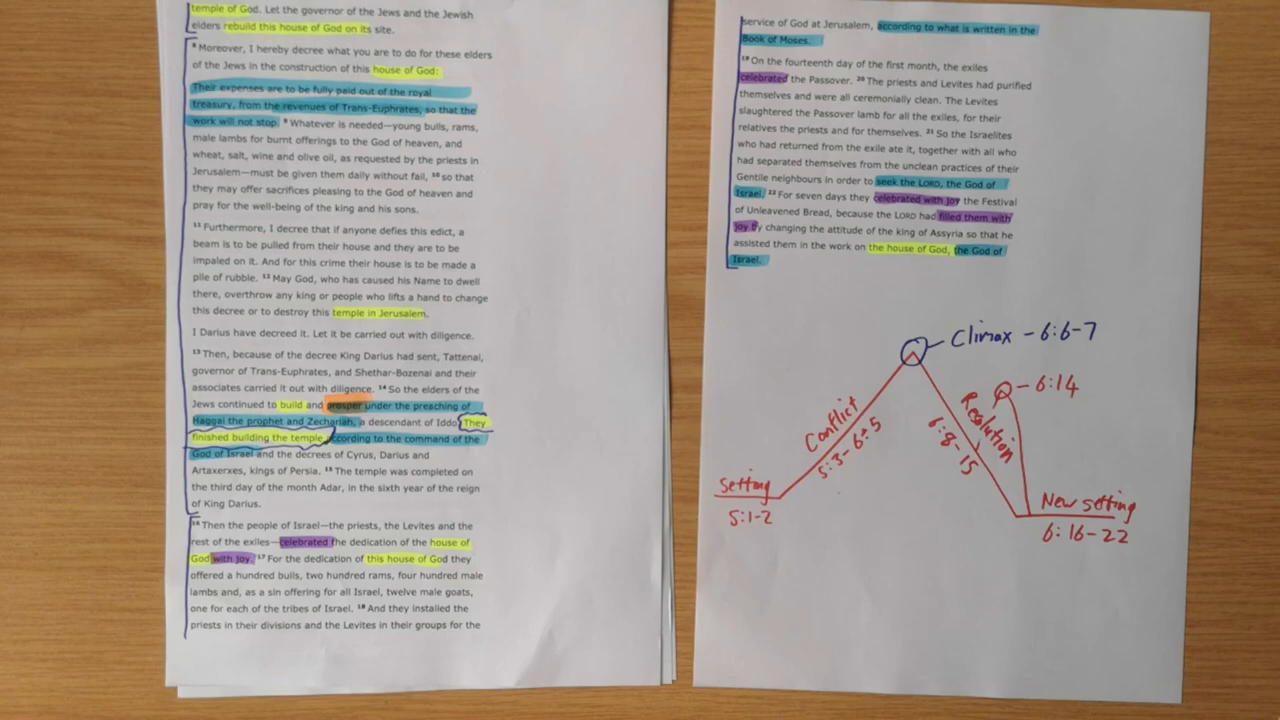 temple of God. Let the governor of the Jews and the Jewish
elders rebuild this house of God on its site.
8 Moreover, I hereby decree what you are to do for these elders
of the Jews in the construction of this house of God:
Their expenses are to be fully paid out of the royal
treasury, from the revenues of Trans-Euphrates, so that the
work will not stop. 9 Whatever is needed—young bulls, rams,
male lambs for burnt offerings to the God of heaven, and
wheat, salt, wine and olive oil, as requested by the priests in
Jerusalem—must be given them daily without fail, 10 so that
they may offer sacrifices pleasing to the God of heaven and
pray for the well-being of the king and his sons.
11 Furthermore, I decree that if anyone defies this edict, a
beam is to be pulled from their house and they are to be
impaled on it. And for this crime their house is to be made a
pile of rubble. 12 May God, who has caused his Name to dwell
there, overthrow any king or people who lifts a hand to change
this decree or to destroy this temple in Jerusalem.
I Darius have decreed it. Let it be carried out with diligence.
13 Then, because of the decree King Darius had sent, Tattenai,
governor of Trans-Euphrates, and Shethar-Bozenai and their
associates carried it out with diligence. 14 So the elders of the
Jews continued to build and prosper under the preaching of
Haggai the prophet and Zechariah, a descendant of Iddo. They
finished building the temple according to the command of the
God of Israel and the decrees of Cyrus, Darius and
Artaxerxes, kings of Persia. 15 The temple was completed on
the third day of the month Adar, in the sixth year of the reign
of King Darius.
16 Then the people of Israel—the priests, the Levites and the
rest of the exiles—celebrated the dedication of the house of
God with joy. 17 For the dedication of this house of God they
offered a hundred bulls, two hundred rams, four hundred male
lambs and, as a sin offering for all Israel, twelve male goats,
one for each of the tribes of Israel. 18 And they installed the
priests in their divisions and the Levites in their groups for the
service of God at Jerusalem, according to what is written in the
Book of Moses.
19 On the fourteenth day of the first month, the exiles
celebrated the Passover. 20 The priests and Levites had purified
themselves and were all ceremonially clean. The Levites
slaughtered the Passover lamb for all the exiles, for their
relatives the priests and for themselves. 21 So the Israelites
who had returned from the exile ate it, together with all who
had separated themselves from the unclean practices of their
Gentile neighbours in order to seek the LORD, the God of
Israel. 22 For seven days they celebrated with joy the Festival
of Unleavened Bread, because the LORD had filled them with
joy by changing the attitude of the king of Assyria so that he
assisted them in the work on the house of God, the God of
Israel.
Climax - 6:6-7
6:14
Conflict
5:3-6:5
Resolution
6:8-15
Setting
5:1-2
New setting
6:16-22